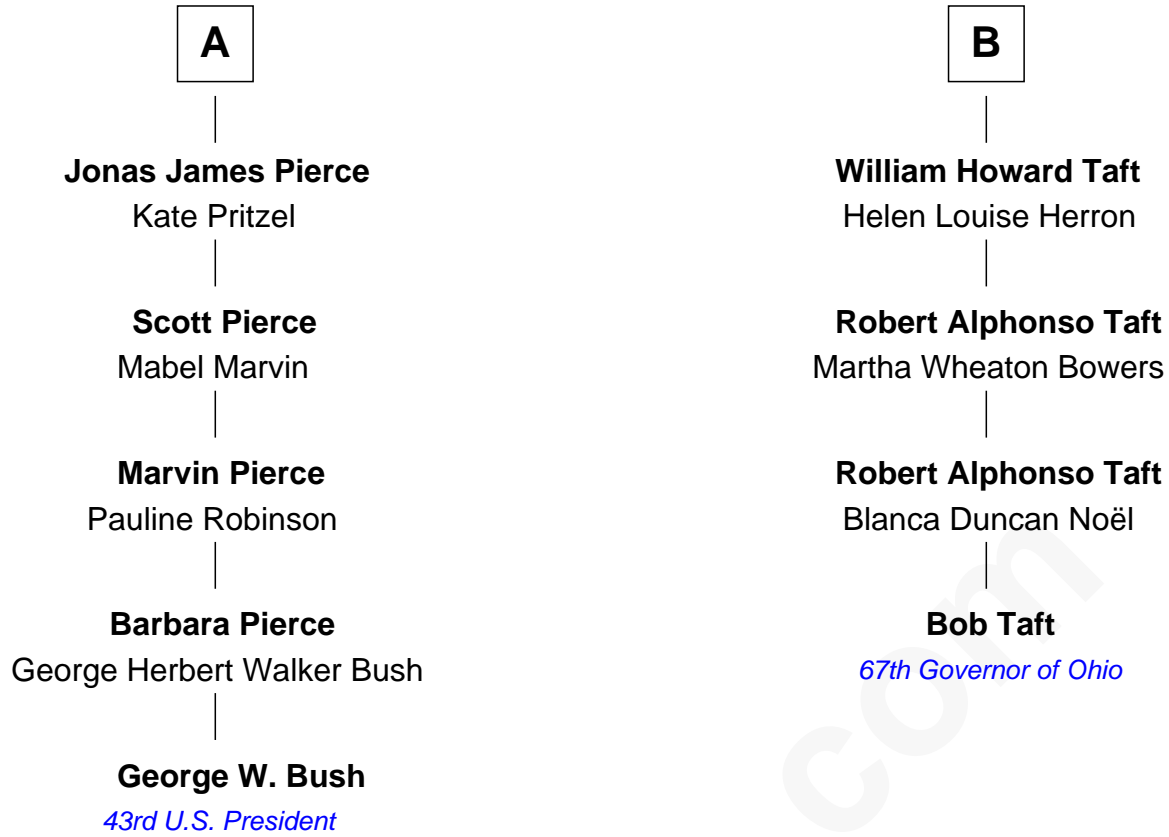 A
Jonas James Pierce
Kate Pritzel
Scott Pierce
Mabel Marvin
Marvin Pierce
Pauline Robinson
Barbara Pierce
George Herbert Walker Bush
George W. Bush
43rd U.S. President
B
William Howard Taft
Helen Louise Herron
Robert Alphonso Taft
Martha Wheaton Bowers
Robert Alphonso Taft
Blanca Duncan Noël
Bob Taft
67th Governor of Ohio
com